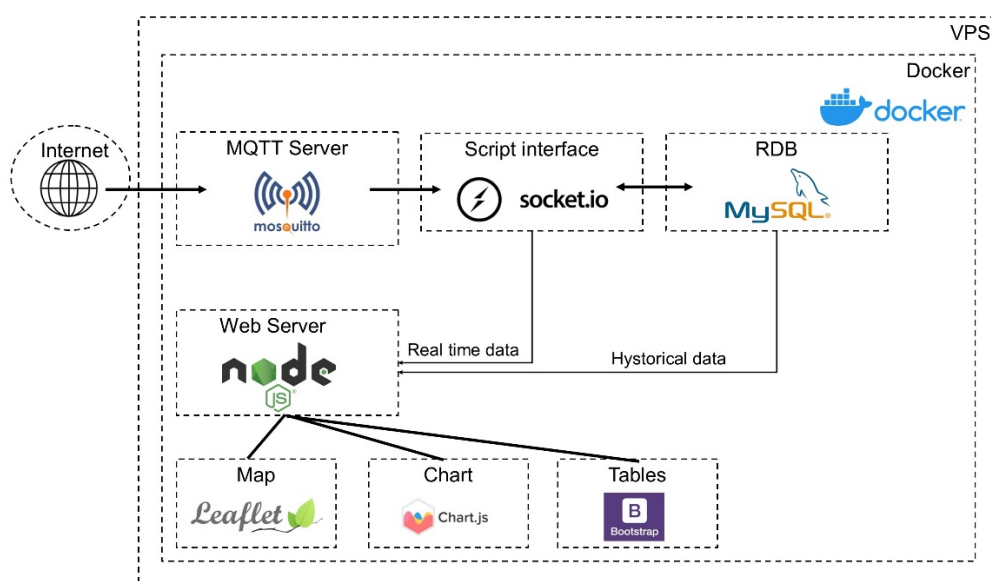 VPS
Docker
docker
Internet
MQTT Server
mosquitto
Script interface
socket.io
RDB
MySQL®
Web Server
node
JS
Real time data
Hystorical data
Map
Leaflet
Chart
Chart.js
Tables
B
Bootstrap